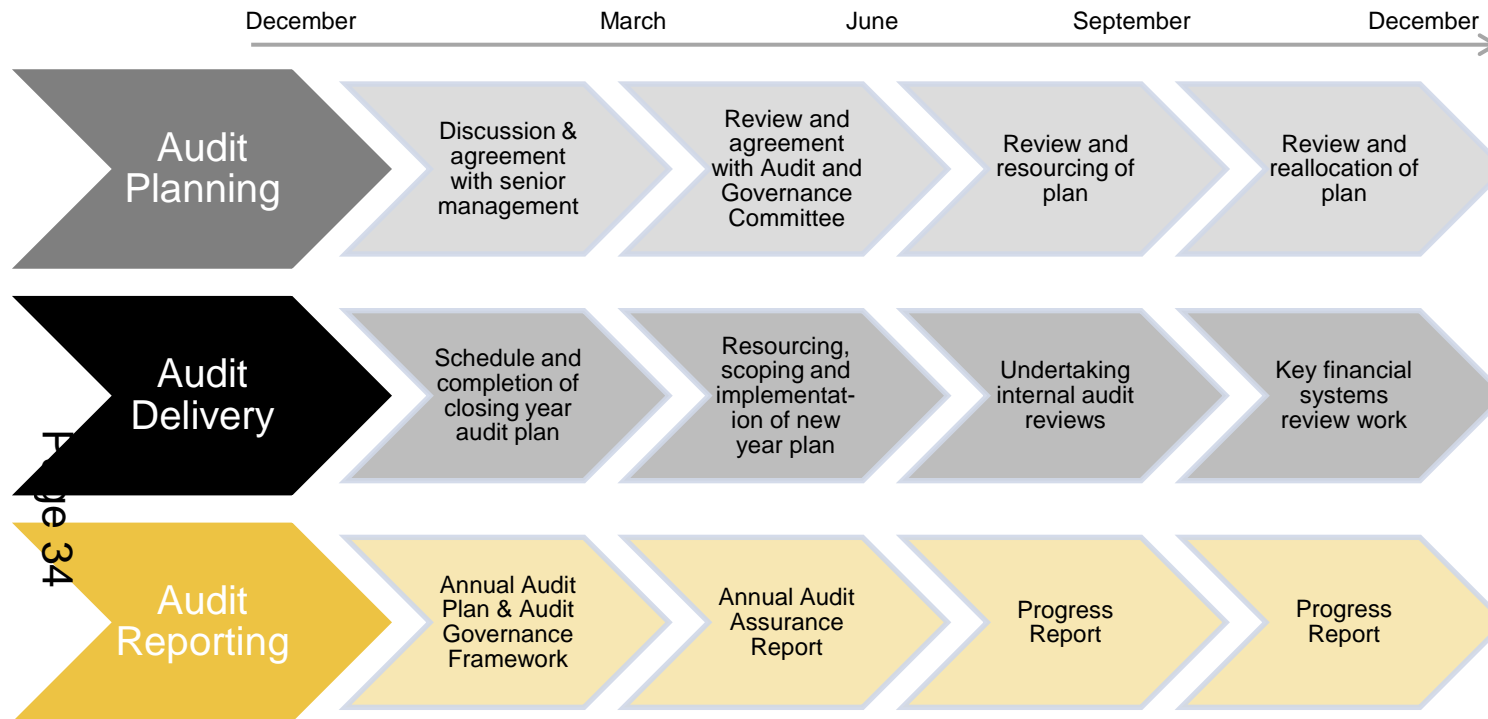 December March June September December
Audit
Planning
Discussion &
agreement
with senior
management
Review and
agreement
with Audit and
Governance
Committee
Review and
resourcing of
plan
Review and
reallocation of
plan
Audit
Delivery
Schedule and
completion of
closing year
audit plan
Resourcing,
scoping and
implementat-
ion of new
year plan
Undertaking
internal audit
reviews
Key financial
systems
review work
Audit
Reporting
Annual Audit
Plan & Audit
Governance
Framework
Annual Audit
Assurance
Report
Progress
Report
Progress
Report
Page 34